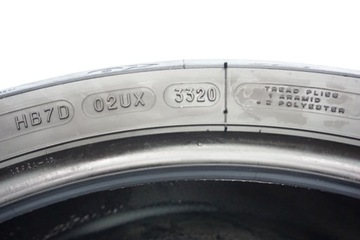 HB7D
02UX
3320
TREAD PLIES
1 ARAMID
+ 2 POLYESTER